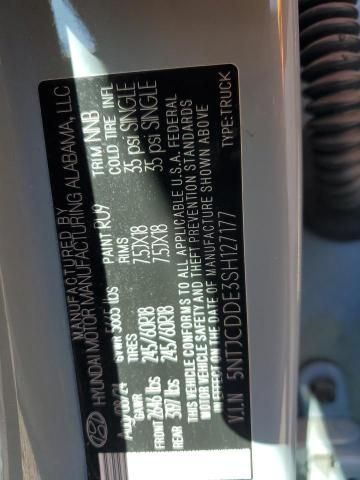 MANUFACTURED BY
HYUNDAI MOTOR MANUFACTURING ALABAMA, LLC
Aug/08/24 GVWR 5665 lbs PAINT RU9 TRIM NNB
GAWR RIMS COLD TIRE INFL
FRONT 2646 lbs 245/60R18 7.5JX18 35 psi SINGLE
REAR 3197 lbs 245/60R18 7.5JX18 35 psi SINGLE
THIS VEHICLE CONFORMS TO ALL APPLICABLE U.S.A. FEDERAL
MOTOR VEHICLE SAFETY AND THEFT PREVENTION STANDARDS
IN EFFECT ON THE DATE OF MANUFACTURE SHOWN ABOVE
V.I.N 5NTJCDDE3SH127177 TYPE:TRUCK